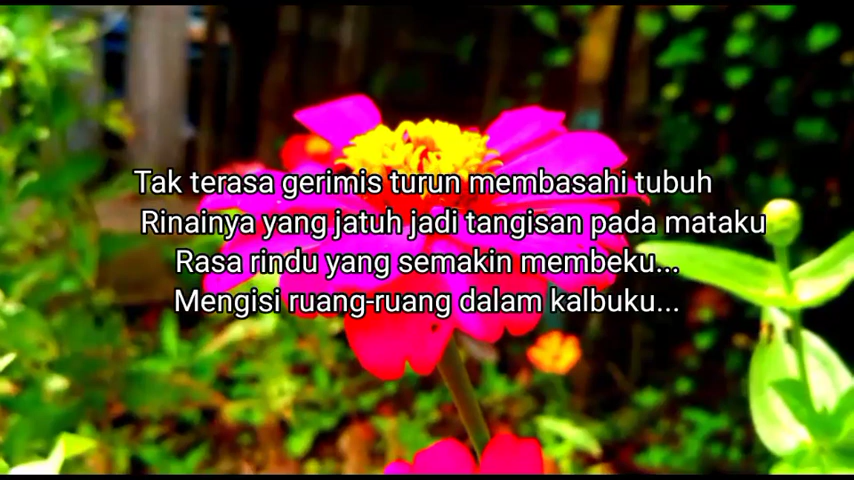 Tak terasa gerimis turun membasahi tubuh
Rinainya yang jatuh jadi tangisan pada mataku
Rasa rindu yang semakin membeku...
Mengisi ruang-ruang dalam kalbuku...